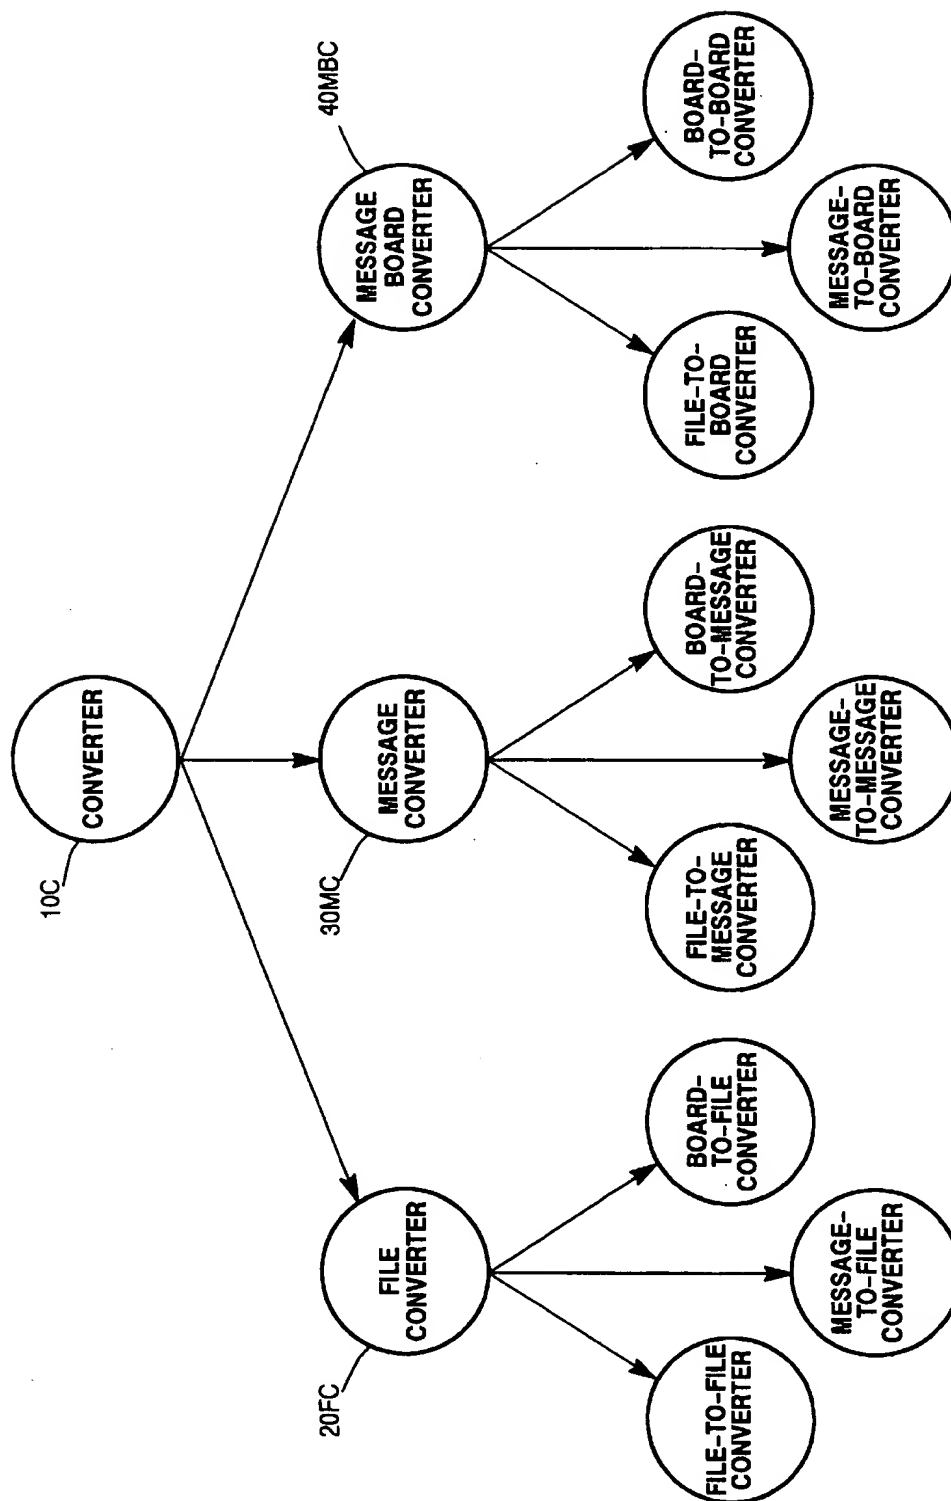 10C
CONVERTER
20FC
FILE
CONVERTER
30MC
MESSAGE
CONVERTER
40MBC
MESSAGE
BOARD
CONVERTER
FILE-TO-FILE
CONVERTER
MESSAGE-
TO-FILE
CONVERTER
BOARD-
TO-FILE
CONVERTER
FILE-TO-
MESSAGE
CONVERTER
MESSAGE-
TO-MESSAGE
CONVERTER
BOARD-
TO-MESSAGE
CONVERTER
FILE-TO-
BOARD
CONVERTER
MESSAGE-
TO-BOARD
CONVERTER
BOARD-
TO-BOARD
CONVERTER